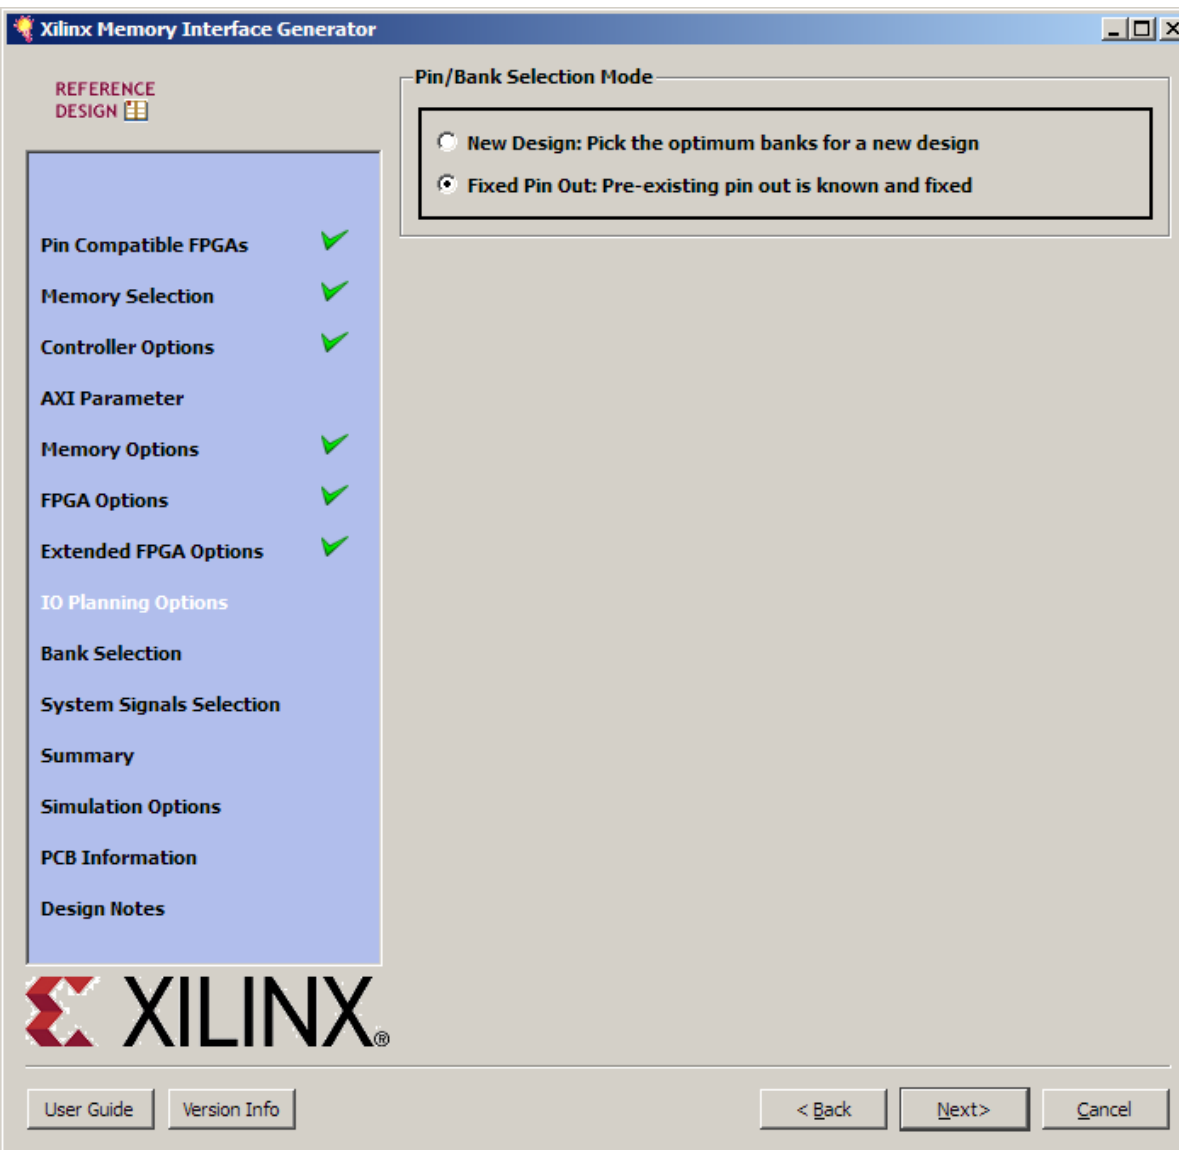 Xilinx Memory Interface Generator
REFERENCE
DESIGN
Pin/Bank Selection Mode
New Design: Pick the optimum banks for a new design
Fixed Pin Out: Pre-existing pin out is known and fixed
Pin Compatible FPGAs
Memory Selection
Controller Options
AXI Parameter
Memory Options
FPGA Options
Extended FPGA Options
IO Planning Options
Bank Selection
System Signals Selection
Summary
Simulation Options
PCB Information
Design Notes
XILINX®
User Guide
Version Info
< Back
Next>
Cancel